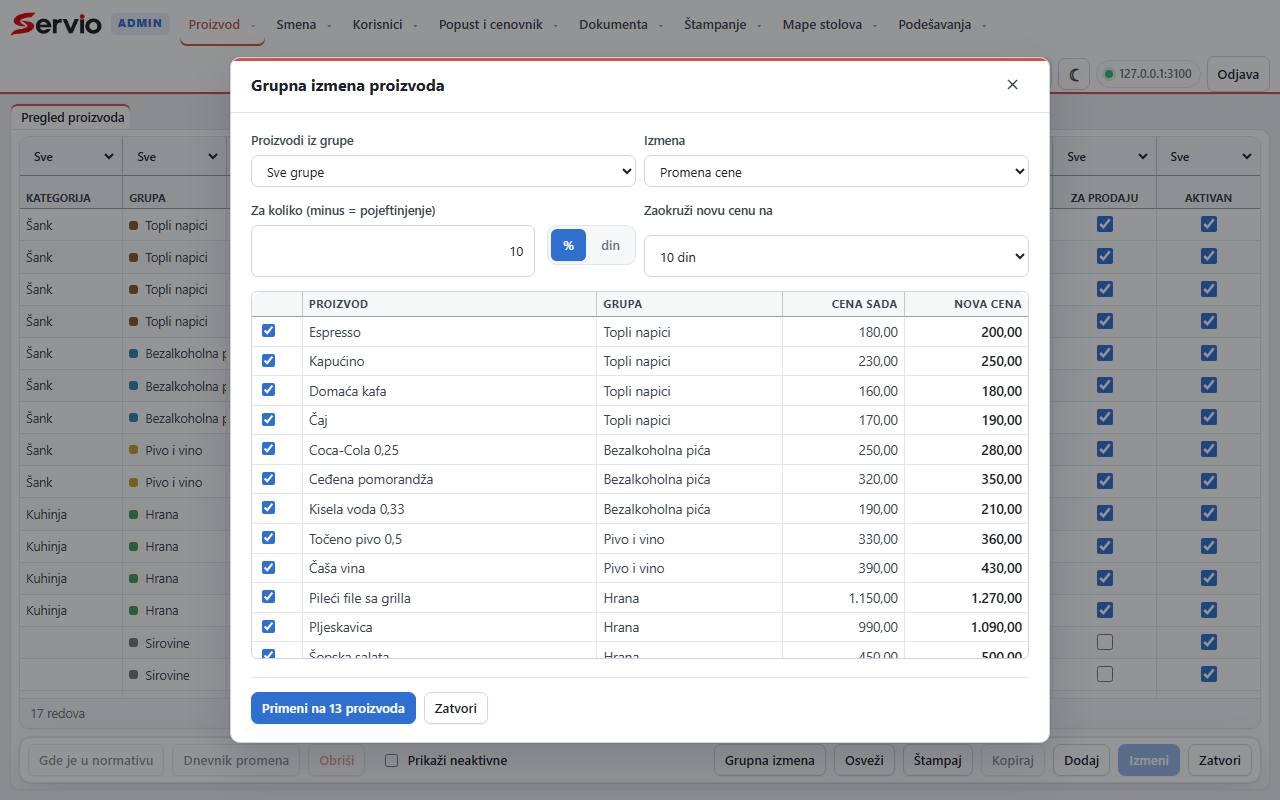 Servio ADMIN Proizvod Smena Korisnici Popust i cenovnik Dokumenta Štampanje Mape stolova Podešavanja
127.0.0.1:3100 Odjava
Pregled proizvoda
Sve Sve Sve Sve
KATEGORIJA GRUPA ZA PRODAJU AKTIVAN
Šank Topli napici
Šank Topli napici
Šank Topli napici
Šank Topli napici
Šank Bezalkoholna
Šank Bezalkoholna
Šank Bezalkoholna
Šank Pivo i vino
Šank Pivo i vino
Kuhinja Hrana
Kuhinja Hrana
Kuhinja Hrana
Kuhinja Hrana
Sirovine
Sirovine
17 redova
Grupna izmena proizvoda
Proizvodi iz grupe Izmena
Sve grupe Promena cene
Za koliko (minus = pojeftinjenje) Zaokruži novu cenu na
10 % din 10 din
PROIZVOD GRUPA CENA SADA NOVA CENA
Espresso Topli napici 180,00 200,00
Kapućino Topli napici 230,00 250,00
Domaća kafa Topli napici 160,00 180,00
Čaj Topli napici 170,00 190,00
Coca-Cola 0,25 Bezalkoholna pića 250,00 280,00
Ceđena pomorandža Bezalkoholna pića 320,00 350,00
Kisela voda 0,33 Bezalkoholna pića 190,00 210,00
Točeno pivo 0,5 Pivo i vino 330,00 360,00
Čaša vina Pivo i vino 390,00 430,00
Pileći file sa grilla Hrana 1.150,00 1.270,00
Pljeskavica Hrana 990,00 1.090,00
Šopska salata Hrana 450,00 500,00
Primeni na 13 proizvoda Zatvori
Gde je u normativu Dnevnik promena Obriši Prikaži neaktivne Grupna izmena Osveži Štampaj Kopiraj Dodaj Izmeni Zatvori